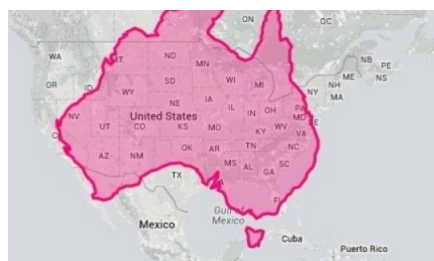 ON
QC
WA
MT
ND
MN
NB
PE
OR
SD
WI
MI
ME
NS
ID
WY
NH
NY
MA
NE
IA
IL
IN
OH
PA
MD
DE
NV
UT
CO
United States
KS
MO
KY
WV
VA
AZ
NM
OK
AR
TN
NC
TX
MS
AL
GA
SC
FL
Gulf of
Mexico
Mexico
Cuba
Puerto Rico